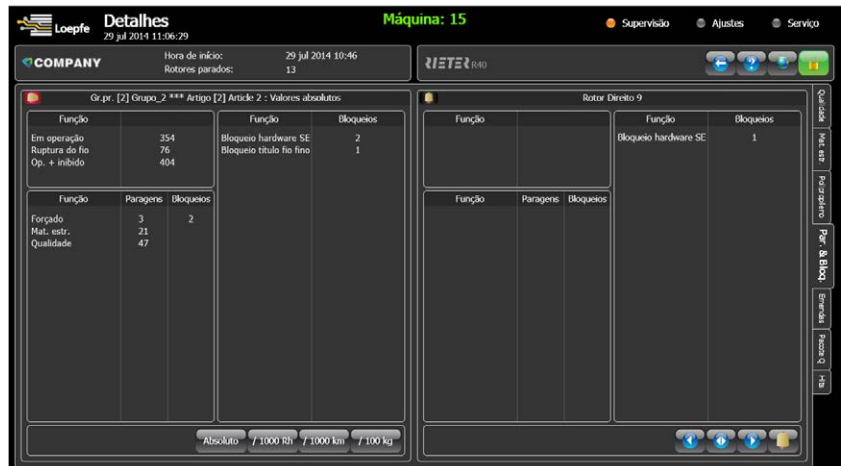 Loepfe
Detalhes
29 jul 2014 11:06:29
Máquina: 15
Supervisão
Ajustes
Serviço
COMPANY
Hora de início: 29 jul 2014 10:46
Rotores parados: 13
RIETER R40
Gr.pr. [2] Grupo_2 *** Artigo [2] Article 2 : Valores absolutos
Função
Em operação 354
Ruptura do fio 76
Op. + inibido 404
Função Bloqueios
Bloqueio hardware SE 2
Bloqueio título fio fino 1
Função Paragens Bloqueios
Forçado 3 2
Mat. estr. 21
Qualidade 47
Absoluto / 1000 Rh / 1000 km / 100 kg
Rotor Direito 9
Função
Função Bloqueios
Bloqueio hardware SE 1
Função Paragens Bloqueios
Qualidade
Mat. estr
Par. & Bloq.
Emendas
Pacote Q